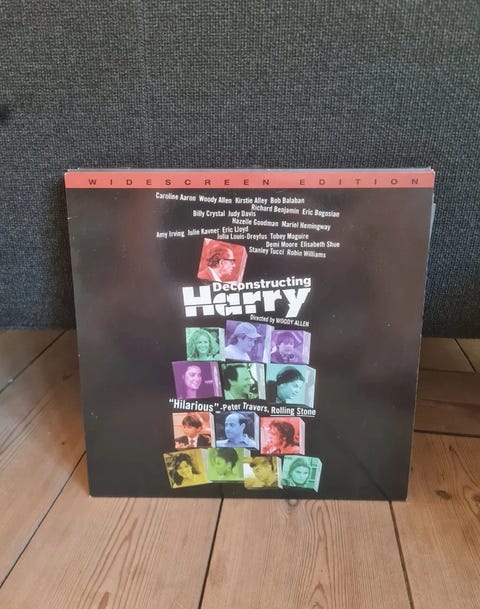 WIDESCREEN EDITION
Caroline Aaron Woody Allen Kirstie Alley Bob Balaban
Richard Benjamin Eric Bogosian
Billy Crystal Judy Davis
Hazelle Goodman Mariel Hemingway
Amy Irving Julie Kavner Eric Lloyd
Julia Louis-Dreyfus Tobey Maguire
Demi Moore Elisabeth Shue
Stanley Tucci Robin Williams
Deconstructing
Harry
Directed by WOODY ALLEN
"Hilarious" -Peter Travers, Rolling Stone